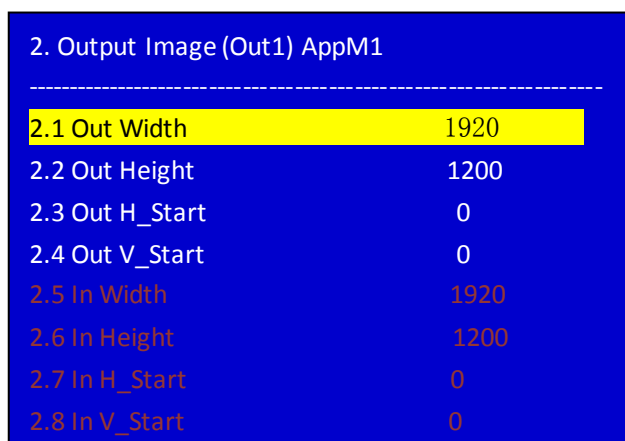 2. Output Image (Out1) AppM1
-----------------------------------------------------------------------
2.1 Out Width 1920
2.2 Out Height 1200
2.3 Out H_Start 0
2.4 Out V_Start 0
2.5 In Width 1920
2.6 In Height 1200
2.7 In H_Start 0
2.8 In V_Start 0